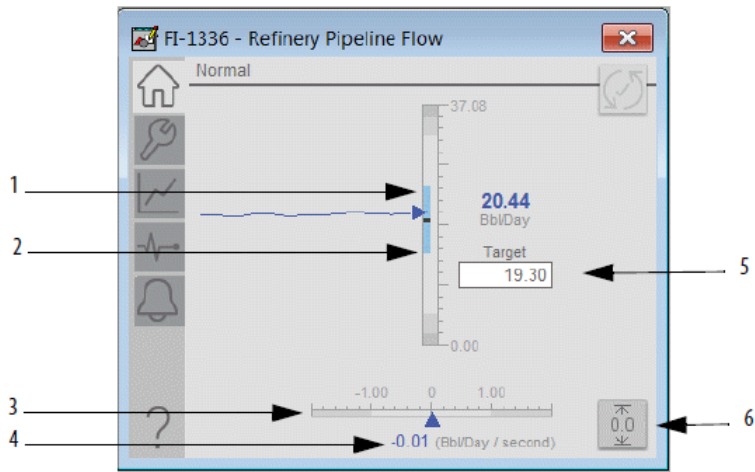 FI-1336 - Refinery Pipeline Flow
Normal
37.08
1
20.44
Bbl/Day
2
Target
19.30
5
0.00
-1.00 0 1.00
3
4
-0.01 (Bbl/Day / second)
?
0.0
6